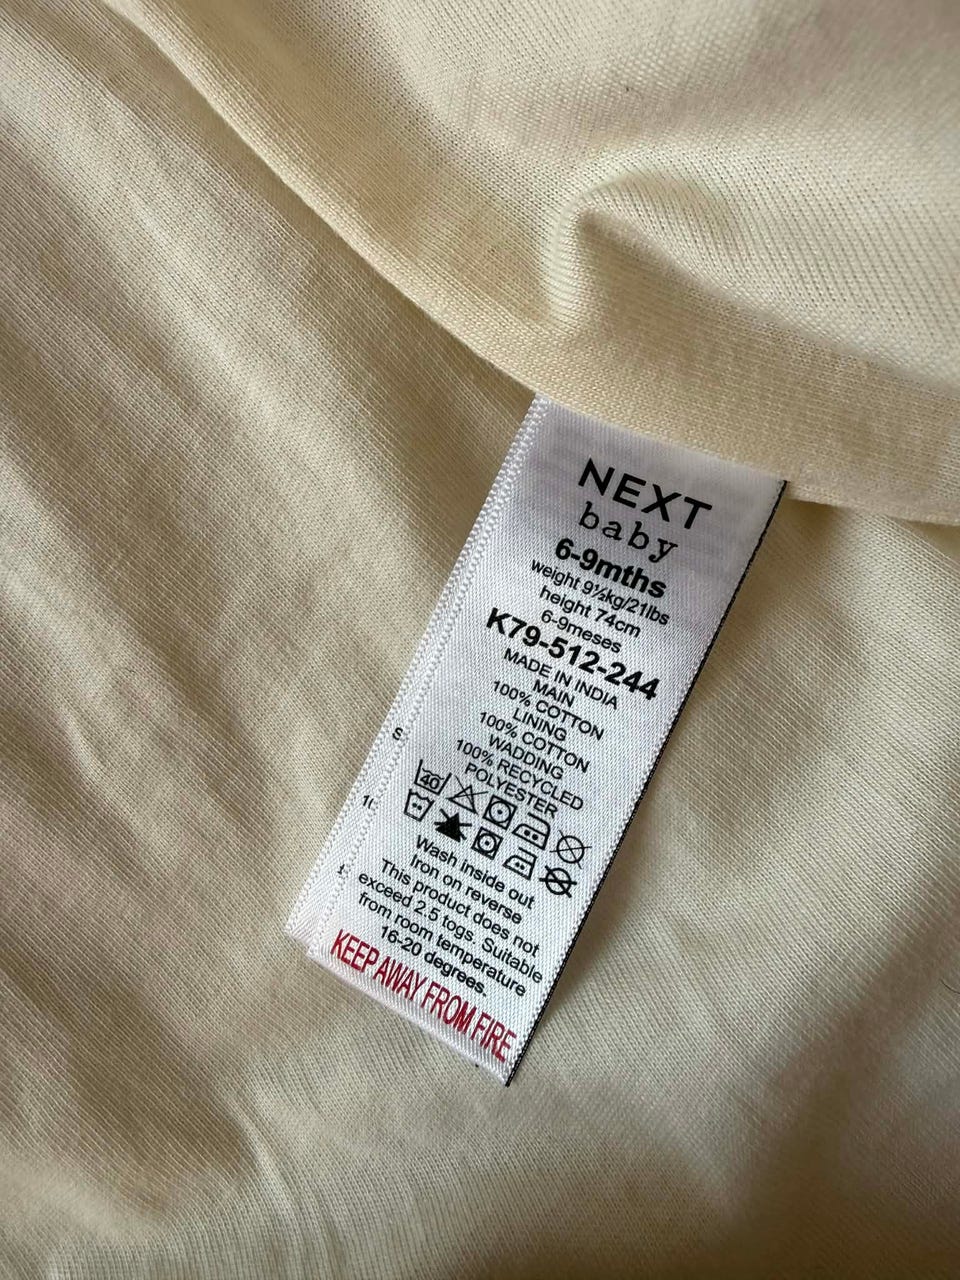 NEXT
baby
6-9mths
weight 9½kg/21lbs
height 74cm
6-9meses
K79-512-244
MADE IN INDIA
MAIN
100% COTTON
LINING
100% COTTON
WADDING
100% RECYCLED
POLYESTER
40
Wash inside out
Iron on reverse
This product does not
exceed 2.5 togs. Suitable
from room temperature
16-20 degrees.
KEEP AWAY FROM FIRE